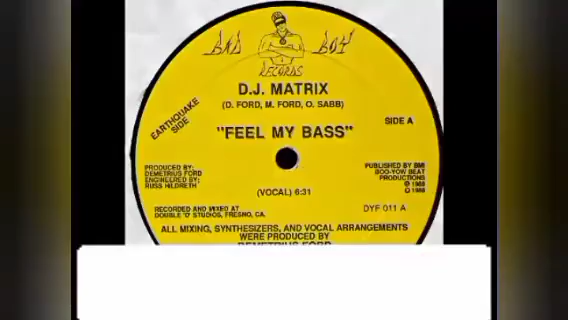 BAD BOY
RECORDS
D.J. MATRIX
(D. FORD, M. FORD, O. SABB)
EARTHQUAKE
SIDE
SIDE A
"FEEL MY BASS"
PRODUCED BY:
DEMETRIUS FORD
ENGINEERED BY:
RUSS HILDRETH
PUBLISHED BY BMI
BOO-YOW BEAT
PRODUCTIONS
℗ 1988
© 1988
(VOCAL) 6:31
RECORDED AND MIXED AT
DOUBLE 'D' STUDIOS, FRESNO, CA.
DYF 011 A
ALL MIXING, SYNTHESIZERS, AND VOCAL ARRANGEMENTS
WERE PRODUCED BY
DEMETRIUS FORD